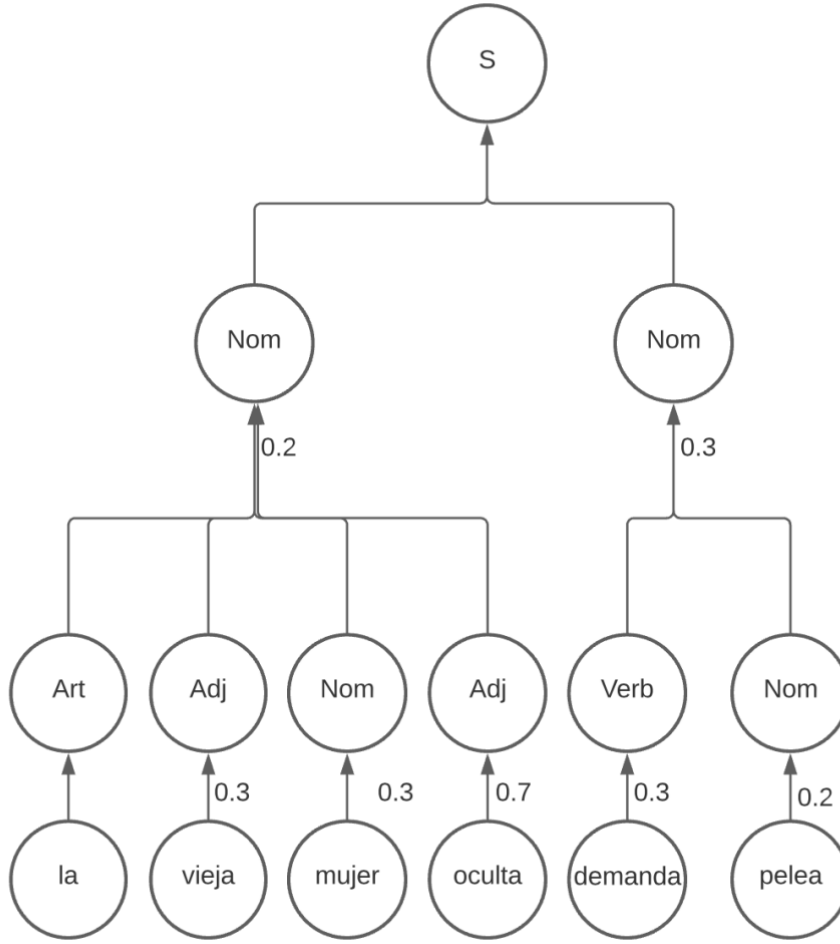 S
Nom Nom
0.2 0.3
Art Adj Nom Adj Verb Nom
0.3 0.3 0.7 0.3 0.2
la vieja mujer oculta demanda pelea